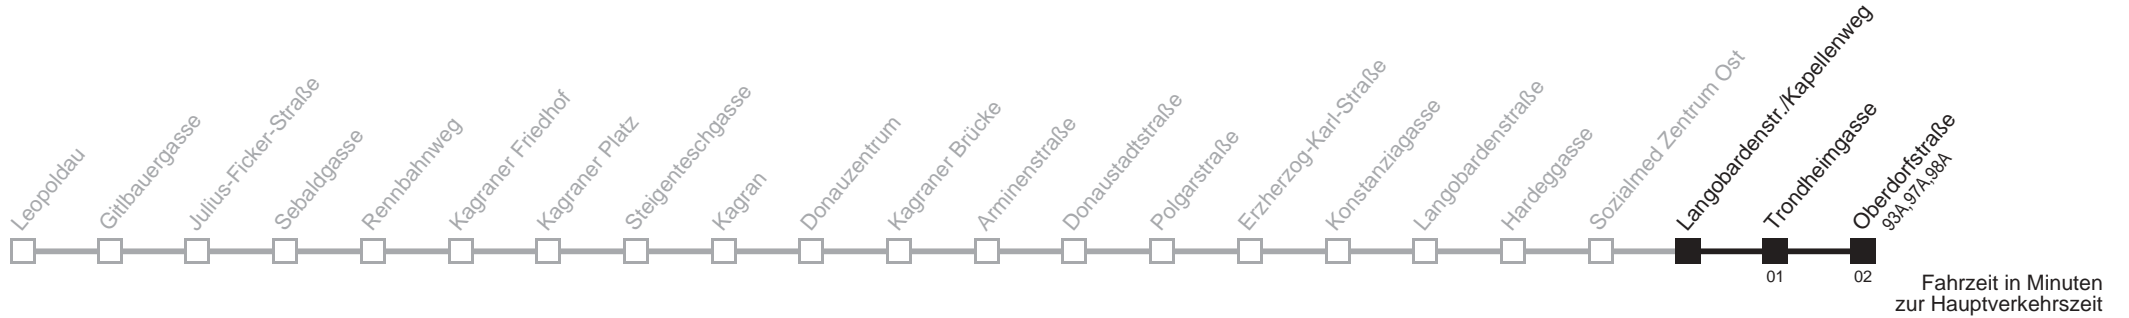 Leopoldau
Gitlbauergasse
Julius-Ficker-Straße
Sebaldgasse
Rennbahnweg
Kagraner Friedhof
Kagraner Platz
Steigenteschgasse
Kagran
Donauzentrum
Kagraner Brücke
Arminenstraße
Donaustadtstraße
Polgarstraße
Erzherzog-Karl-Straße
Konstanziagasse
Langobardenstraße
Hardeggasse
Sozialmed Zentrum Ost
Langobardenstr./Kapellenweg
Trondheimgasse
Oberdorfstraße
93A,97A,98A
01
02
Fahrzeit in Minuten
zur Hauptverkehrszeit